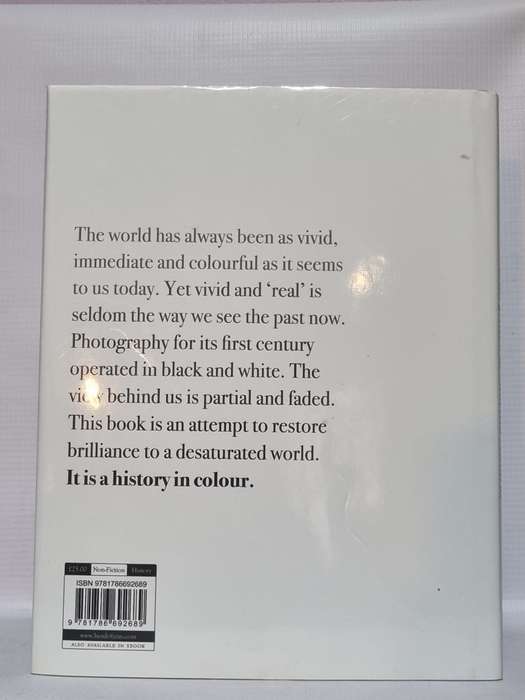 The world has always been as vivid,
immediate and colourful as it seems
to us today. Yet vivid and ‘real’ is
seldom the way we see the past now.
Photography for its first century
operated in black and white. The
view behind us is partial and faded.
This book is an attempt to restore
brilliance to a desaturated world.
It is a history in colour.
£25.00 Non-Fiction History
ISBN 9781786692689
9 781786 692689
ALSO AVAILABLE IN EBOOK